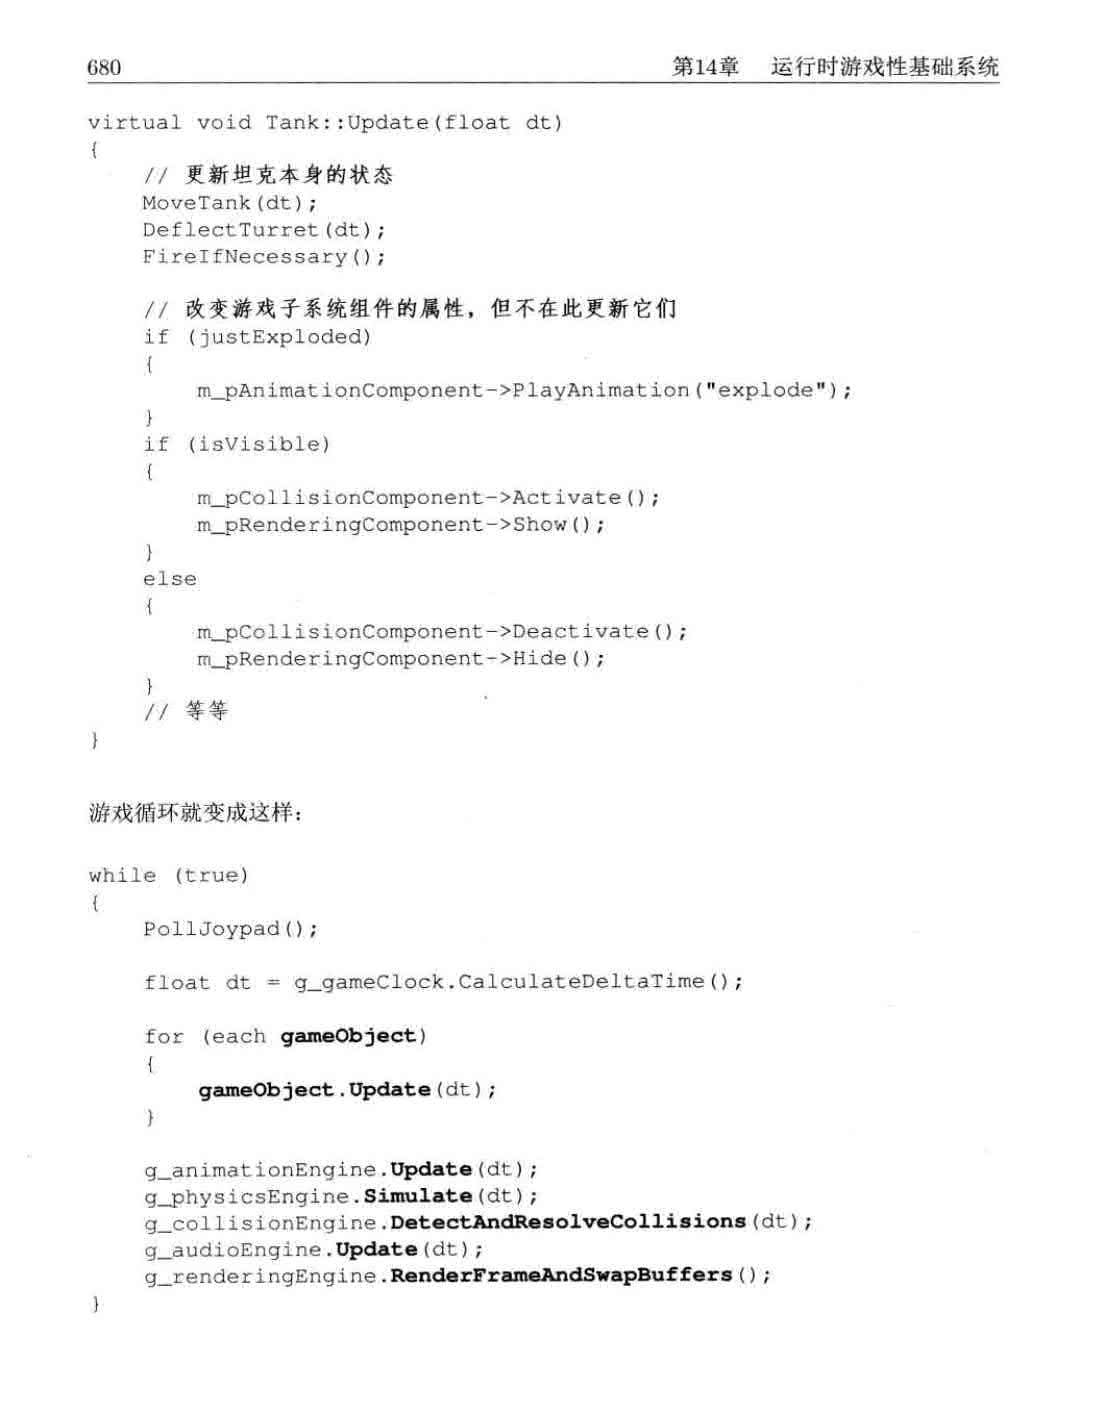 680
第14章 运行时游戏性基础系统
virtual void Tank::Update(float dt)
{
// 更新坦克本身的状态
MoveTank(dt);
DeflectTurret(dt);
FireIfNecessary();
// 改变游戏子系统组件的属性，但不在此更新它们
if (justExploded)
{
m_pAnimationComponent->PlayAnimation("explode");
}
if (isVisible)
{
m_pCollisionComponent->Activate();
m_pRenderingComponent->Show();
}
else
{
m_pCollisionComponent->Deactivate();
m_pRenderingComponent->Hide();
}
// 等等
}
游戏循环就变成这样：
while (true)
{
PollJoypad();
float dt = g_gameClock.CalculateDeltaTime();
for (each gameObject)
{
gameObject.Update(dt);
}
g_animationEngine.Update(dt);
g_physicsEngine.Simulate(dt);
g_collisionEngine.DetectAndResolveCollisions(dt);
g_audioEngine.Update(dt);
g_renderingEngine.RenderFrameAndSwapBuffers();
}